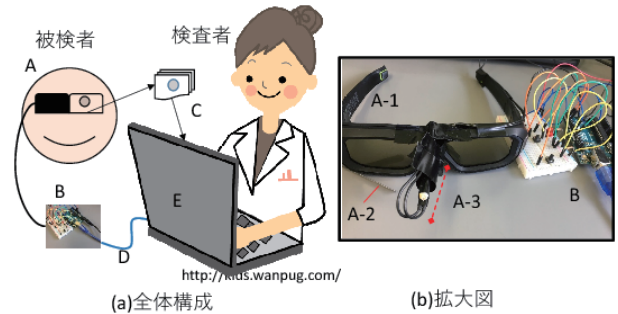 被検者
検査者
A
C
B
E
D
http://kids.wanpug.com/
(a)全体構成
A-1
A-2
A-3
B
(b)拡大図